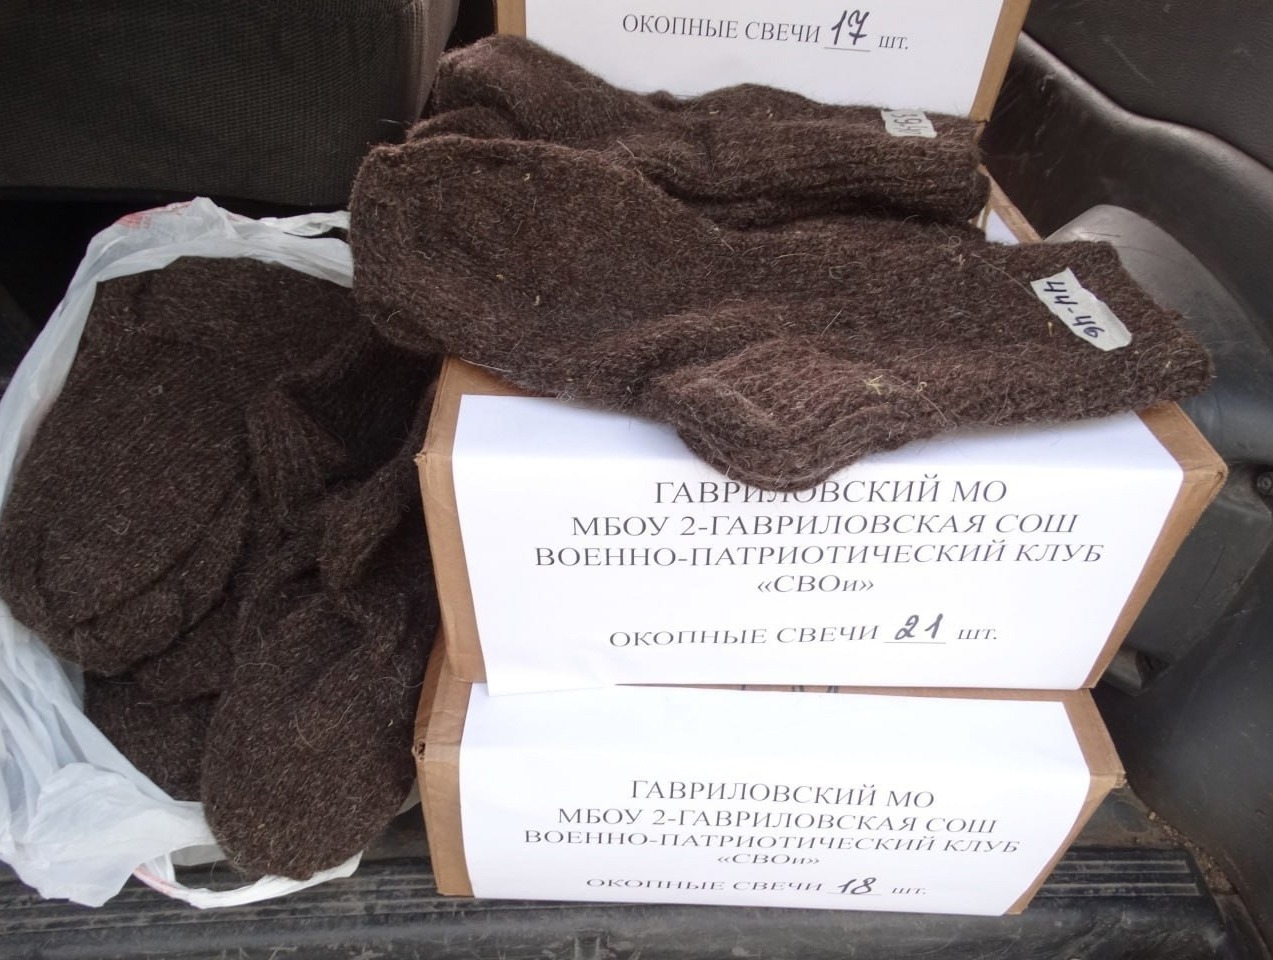 ОКОПНЫЕ СВЕЧИ 17 шт.
44-46
ГАВРИЛОВСКИЙ МО
МБОУ 2-ГАВРИЛОВСКАЯ СОШ
ВОЕННО-ПАТРИОТИЧЕСКИЙ КЛУБ
«СВОи»
ОКОПНЫЕ СВЕЧИ 21 шт.
ГАВРИЛОВСКИЙ МО
МБОУ 2-ГАВРИЛОВСКАЯ СОШ
ВОЕННО-ПАТРИОТИЧЕСКИЙ КЛУБ
«СВОи»
ОКОПНЫЕ СВЕЧИ 18 шт.